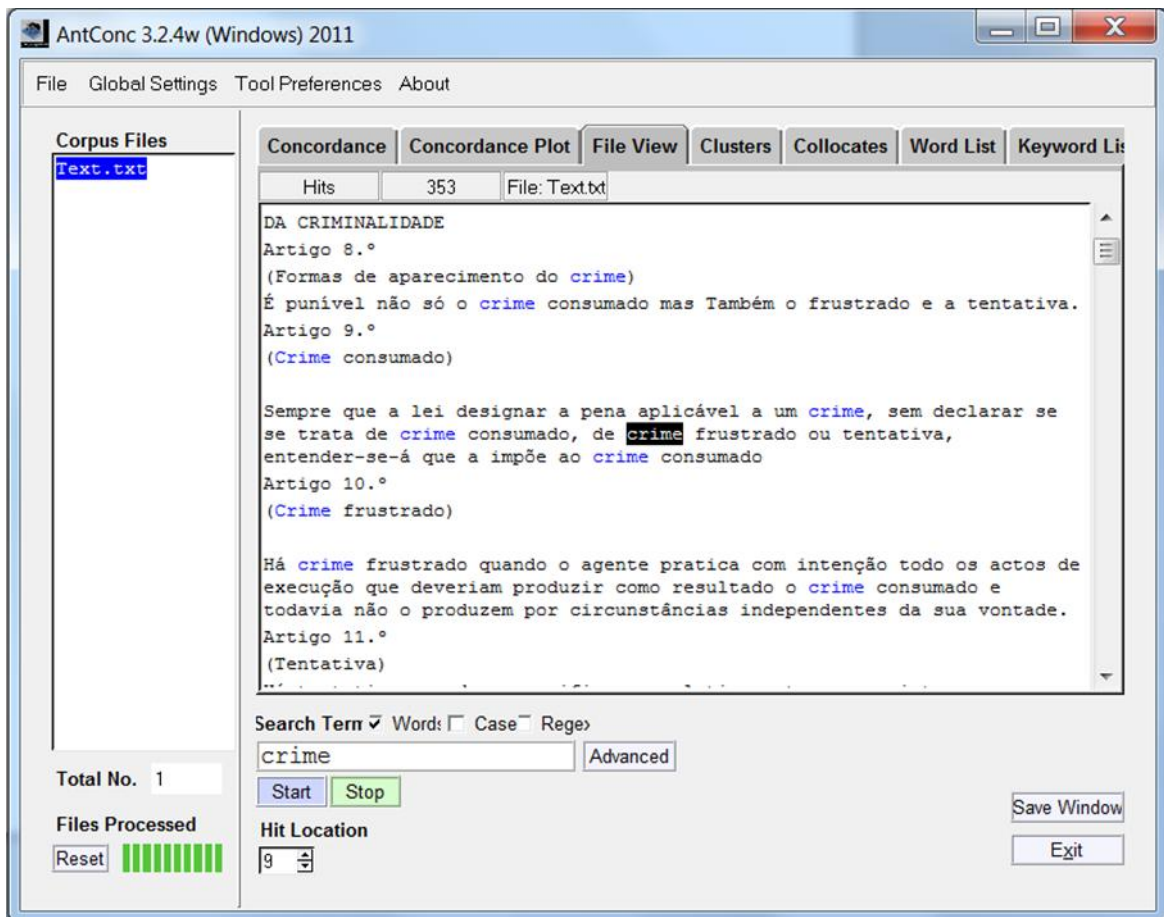 AntConc 3.2.4w (Windows) 2011
File Global Settings Tool Preferences About
Corpus Files
Text.txt
Concordance Concordance Plot File View Clusters Collocates Word List Keyword Lis
Hits 353 File: Text.txt
DA CRIMINALIDADE
Artigo 8.º
(Formas de aparecimento do crime)
É punível não só o crime consumado mas Também o frustrado e a tentativa.
Artigo 9.º
(Crime consumado)
Sempre que a lei designar a pena aplicável a um crime, sem declarar se
se trata de crime consumado, de crime frustrado ou tentativa,
entender-se-á que a impõe ao crime consumado
Artigo 10.º
(Crime frustrado)
Há crime frustrado quando o agente pratica com intenção todo os actos de
execução que deveriam produzir como resultado o crime consumado e
todavia não o produzem por circunstâncias independentes da sua vontade.
Artigo 11.º
(Tentativa)
Search Term Words Case Regex
crime Advanced
Start Stop
Hit Location
9
Total No. 1
Files Processed
Reset
Save Window
Exit